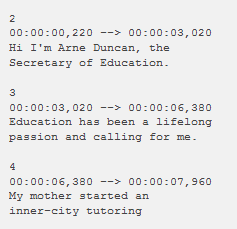 2
00:00:00,220 --> 00:00:03,020
Hi I'm Arne Duncan, the
Secretary of Education.
3
00:00:03,020 --> 00:00:06,380
Education has been a lifelong
passion and calling for me.
4
00:00:06,380 --> 00:00:07,960
My mother started an
inner-city tutoring